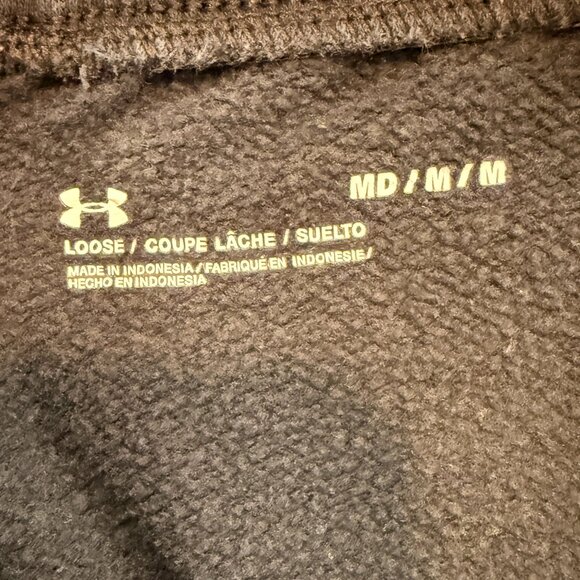 MD / M / M
LOOSE / COUPE LÂCHE / SUELTO
MADE IN INDONESIA / FABRIQUÉ EN INDONESIE /
HECHO EN INDONESIA